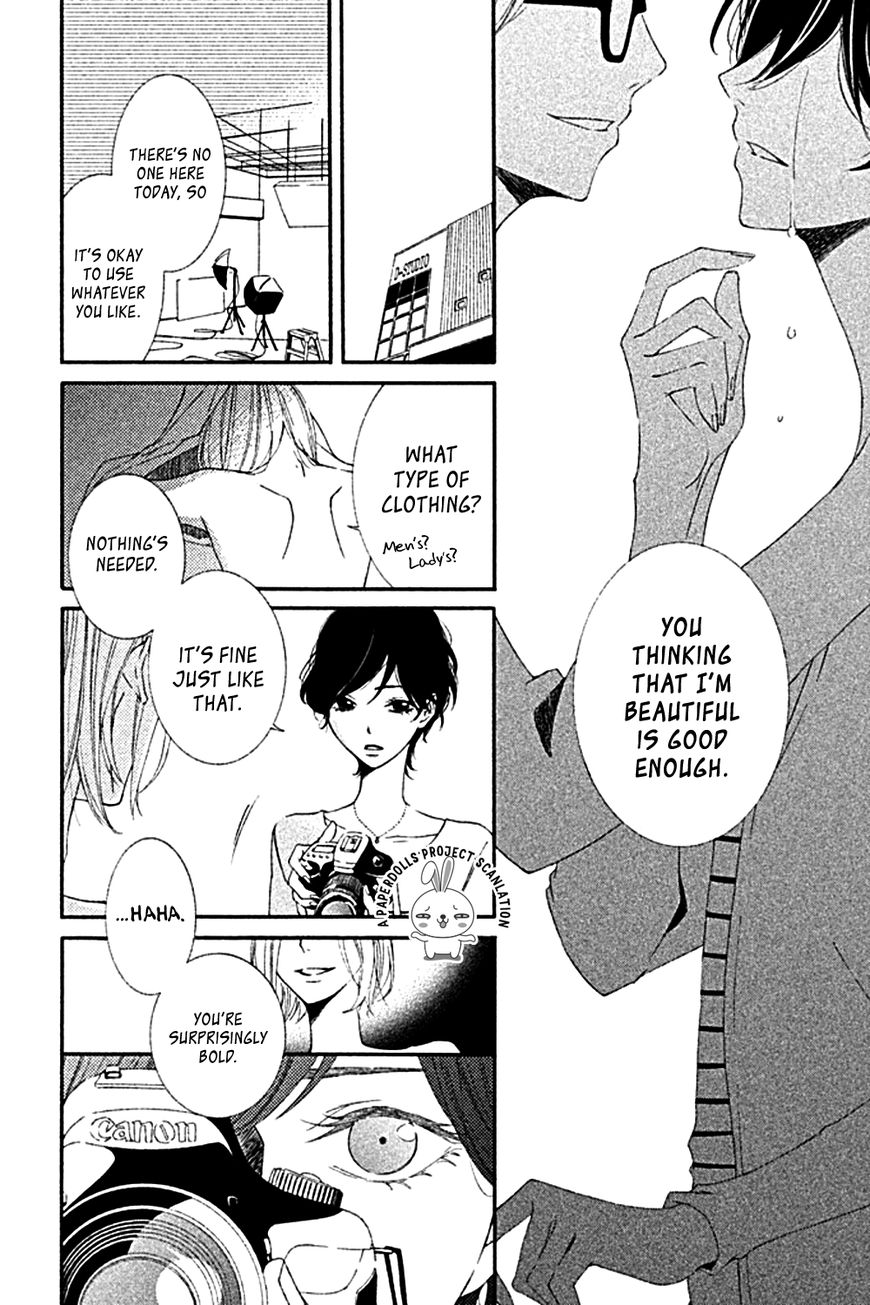 YOU
THINKING
THAT I'M
BEAUTIFUL
IS GOOD
ENOUGH.
D-STUDIO
THERE'S NO
ONE HERE
TODAY, SO
IT'S OKAY
TO USE
WHATEVER
YOU LIKE.
WHAT
TYPE OF
CLOTHING?
Men's?
Lady's?
NOTHING'S
NEEDED.
IT'S FINE
JUST LIKE
THAT.
A PAPERDOLLS' PROJECT SCANLATION
...HAHA.
YOU'RE
SURPRISINGLY
BOLD.
Canon